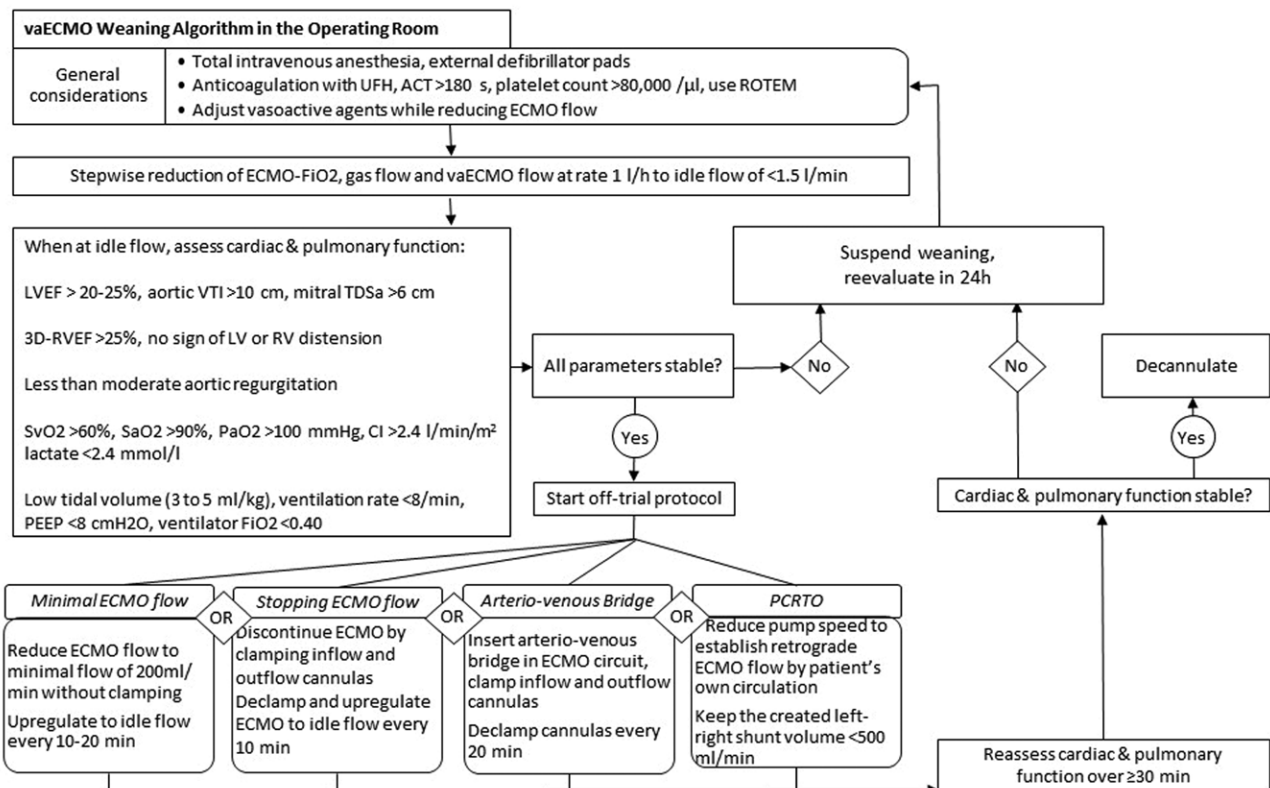 vaECMO Weaning Algorithm in the Operating Room
General
considerations
• Total intravenous anesthesia, external defibrillator pads
• Anticoagulation with UFH, ACT >180 s, platelet count >80,000 /µl, use ROTEM
• Adjust vasoactive agents while reducing ECMO flow
Stepwise reduction of ECMO-FiO2, gas flow and vaECMO flow at rate 1 l/h to idle flow of <1.5 l/min
When at idle flow, assess cardiac & pulmonary function:
LVEF > 20-25%, aortic VTI >10 cm, mitral TDSa >6 cm
3D-RVEF >25%, no sign of LV or RV distension
Less than moderate aortic regurgitation
SvO2 >60%, SaO2 >90%, PaO2 >100 mmHg, CI >2.4 l/min/m²
lactate <2.4 mmol/l
Low tidal volume (3 to 5 ml/kg), ventilation rate <8/min,
PEEP <8 cmH2O, ventilator FiO2 <0.40
All parameters stable?
No
Suspend weaning,
reevaluate in 24h
Yes
Start off-trial protocol
No
Decannulate
Yes
Cardiac & pulmonary function stable?
Minimal ECMO flow
Reduce ECMO flow to
minimal flow of 200ml/
min without clamping
Upregulate to idle flow
every 10-20 min
OR
Stopping ECMO flow
Discontinue ECMO by
clamping inflow and
outflow cannulas
Declamp and upregulate
ECMO to idle flow every
10 min
OR
Arterio-venous Bridge
Insert arterio-venous
bridge in ECMO circuit,
clamp inflow and outflow
cannulas
Declamp cannulas every
20 min
OR
PCRTO
Reduce pump speed to
establish retrograde
ECMO flow by patient's
own circulation
Keep the created left-
right shunt volume <500
ml/min
Reassess cardiac & pulmonary
function over ≥30 min